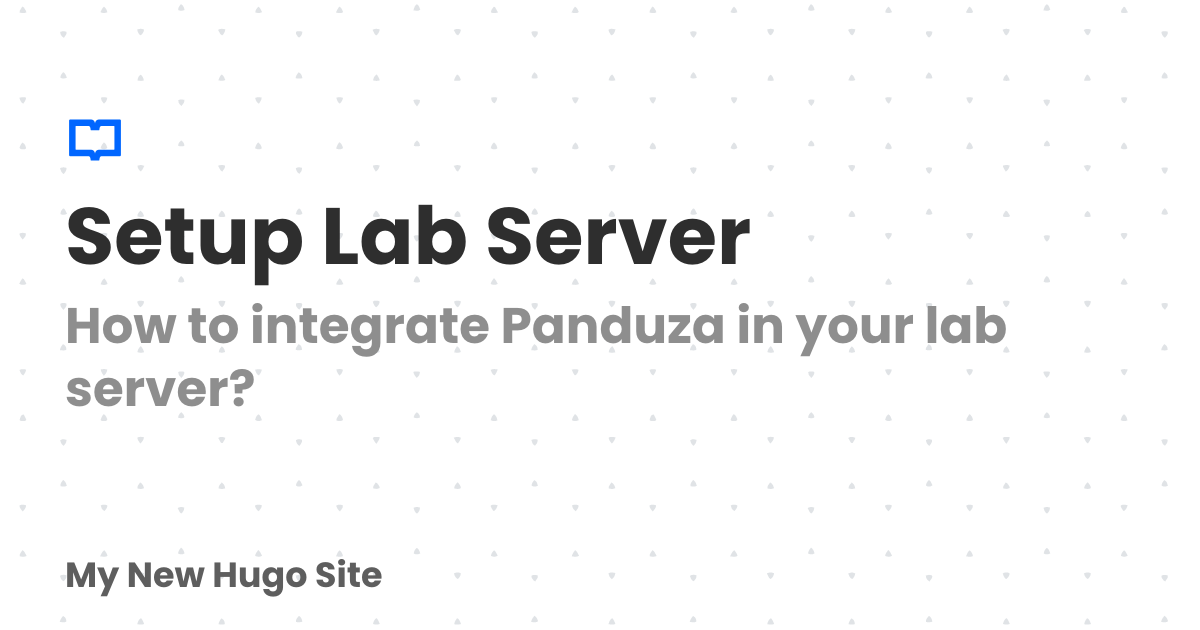 Setup Lab Server
How to integrate Panduza in your lab
server?
My New Hugo Site